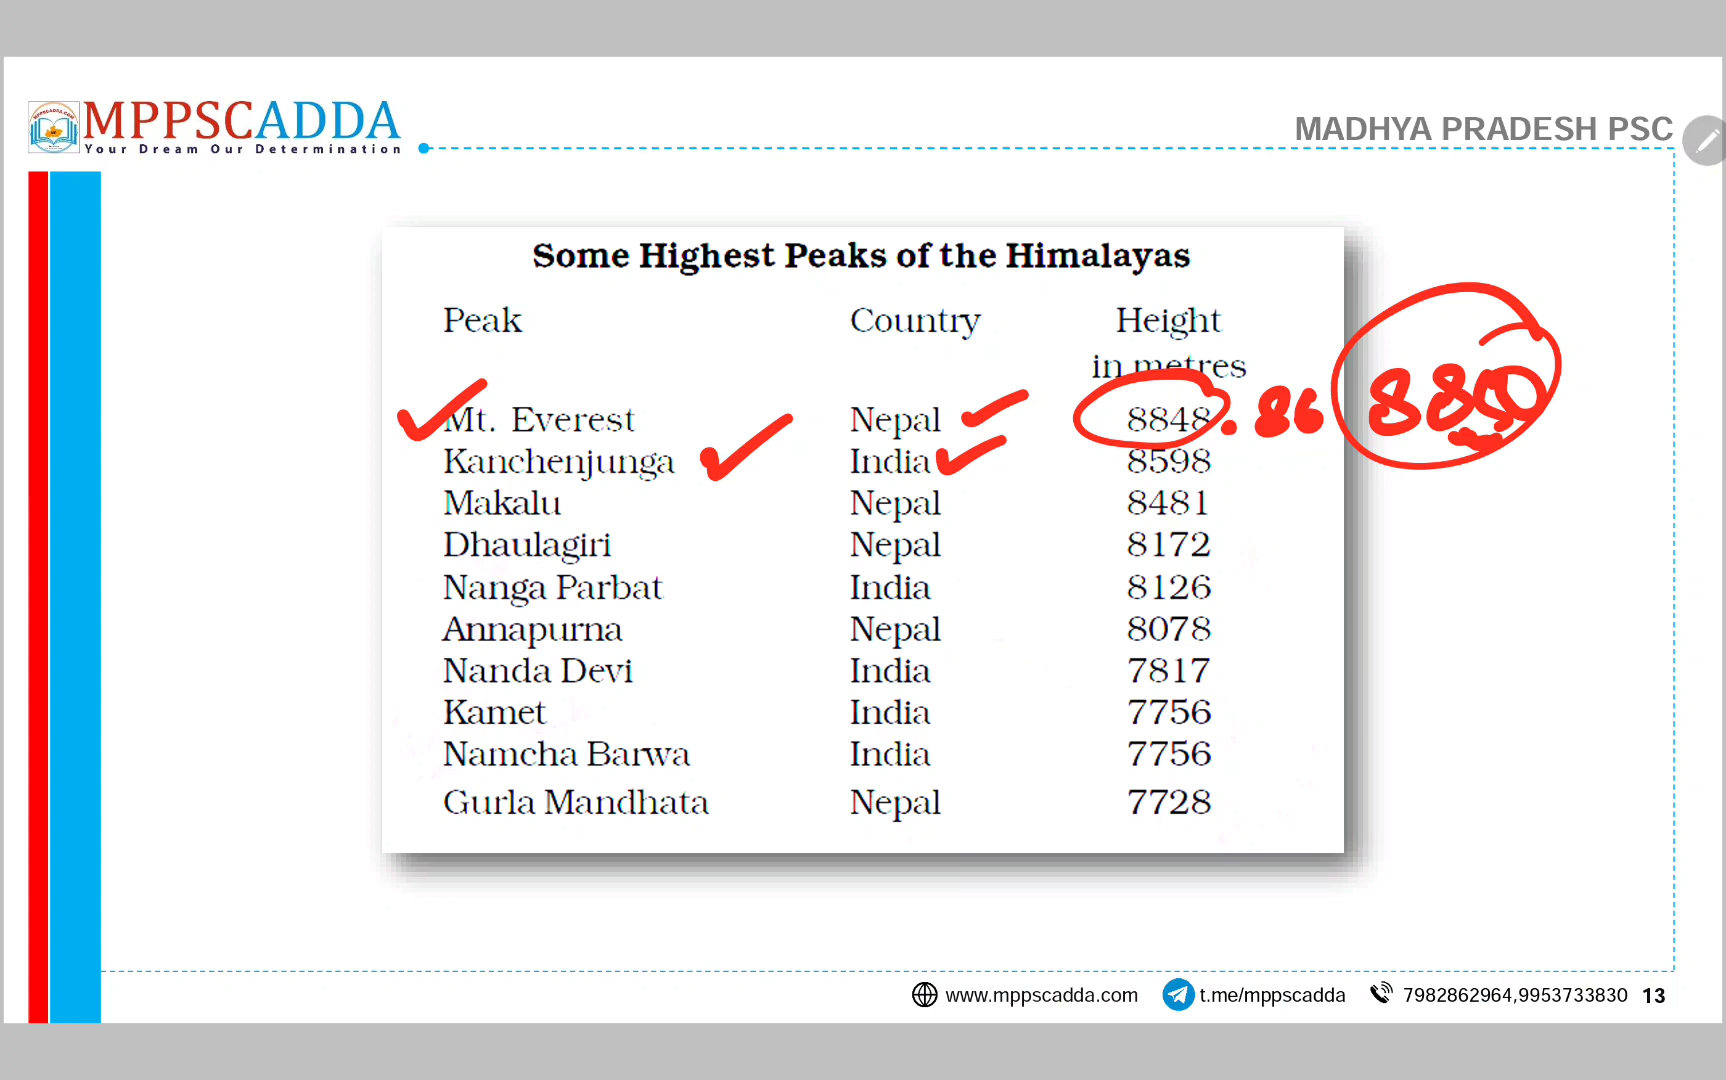 MPPSCADDA
Your Dream Our Determination
MADHYA PRADESH PSC
Some Highest Peaks of the Himalayas
Peak Country Height
in metres
Mt. Everest Nepal 8848 .86 8850
Kanchenjunga India 8598
Makalu Nepal 8481
Dhaulagiri Nepal 8172
Nanga Parbat India 8126
Annapurna Nepal 8078
Nanda Devi India 7817
Kamet India 7756
Namcha Barwa India 7756
Gurla Mandhata Nepal 7728
www.mppscadda.com t.me/mppscadda 7982862964,9953733830 13